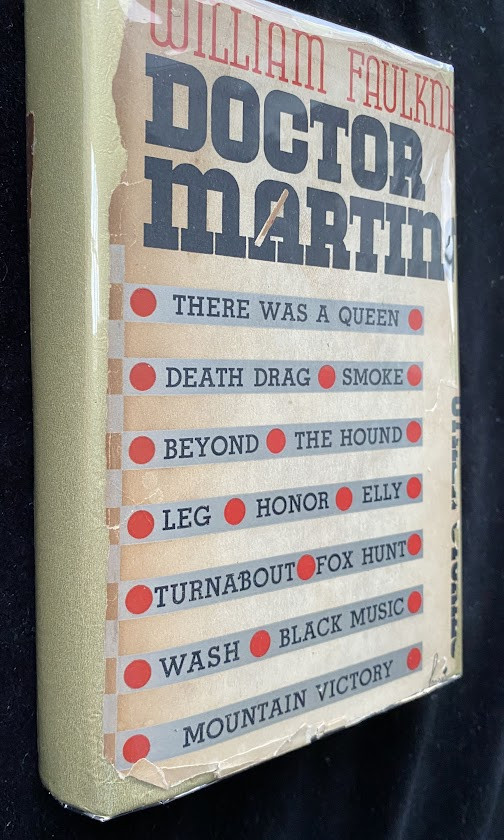 WILLIAM FAULKN
DOCTOR
MARTINO
THERE WAS A QUEEN
DEATH DRAG SMOKE
BEYOND THE HOUND
LEG HONOR ELLY
TURNABOUT FOX HUNT
WASH BLACK MUSIC
MOUNTAIN VICTORY